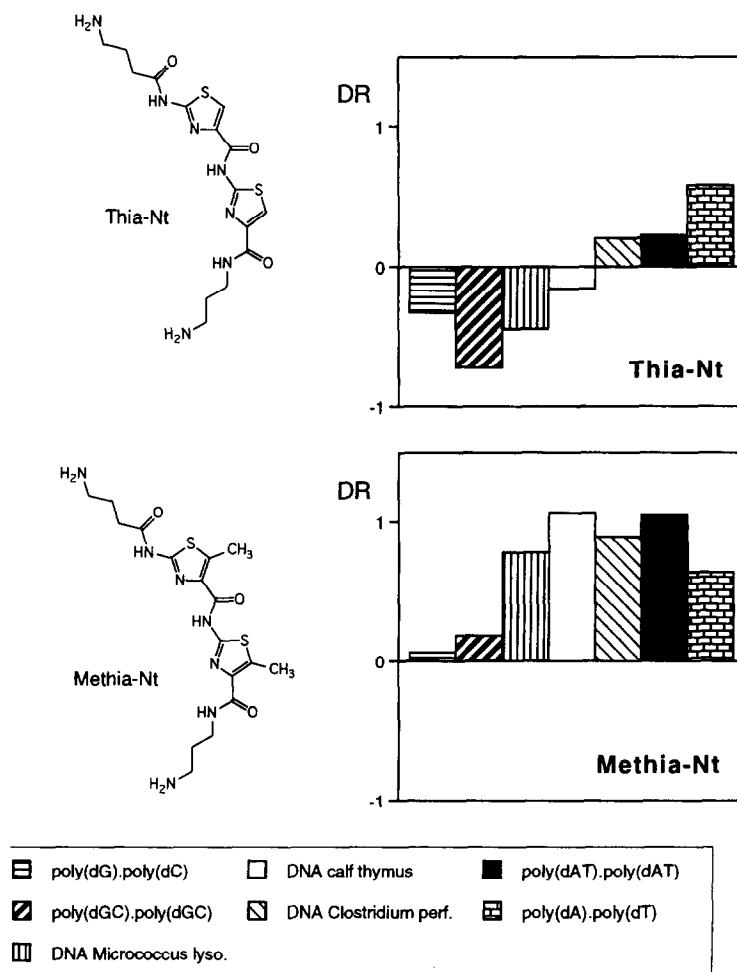 H2N
O
HN
S
N
O
HN
S
N
Thia-Nt
HN
O
H2N
DR
1
0
-1
Thia-Nt
H2N
O
HN
S
CH3
N
O
HN
S
N
CH3
Methia-Nt
HN
O
H2N
DR
1
0
-1
Methia-Nt
poly(dG).poly(dC)
DNA calf thymus
poly(dAT).poly(dAT)
poly(dGC).poly(dGC)
DNA Clostridium perf.
poly(dA).poly(dT)
DNA Micrococcus lyso.